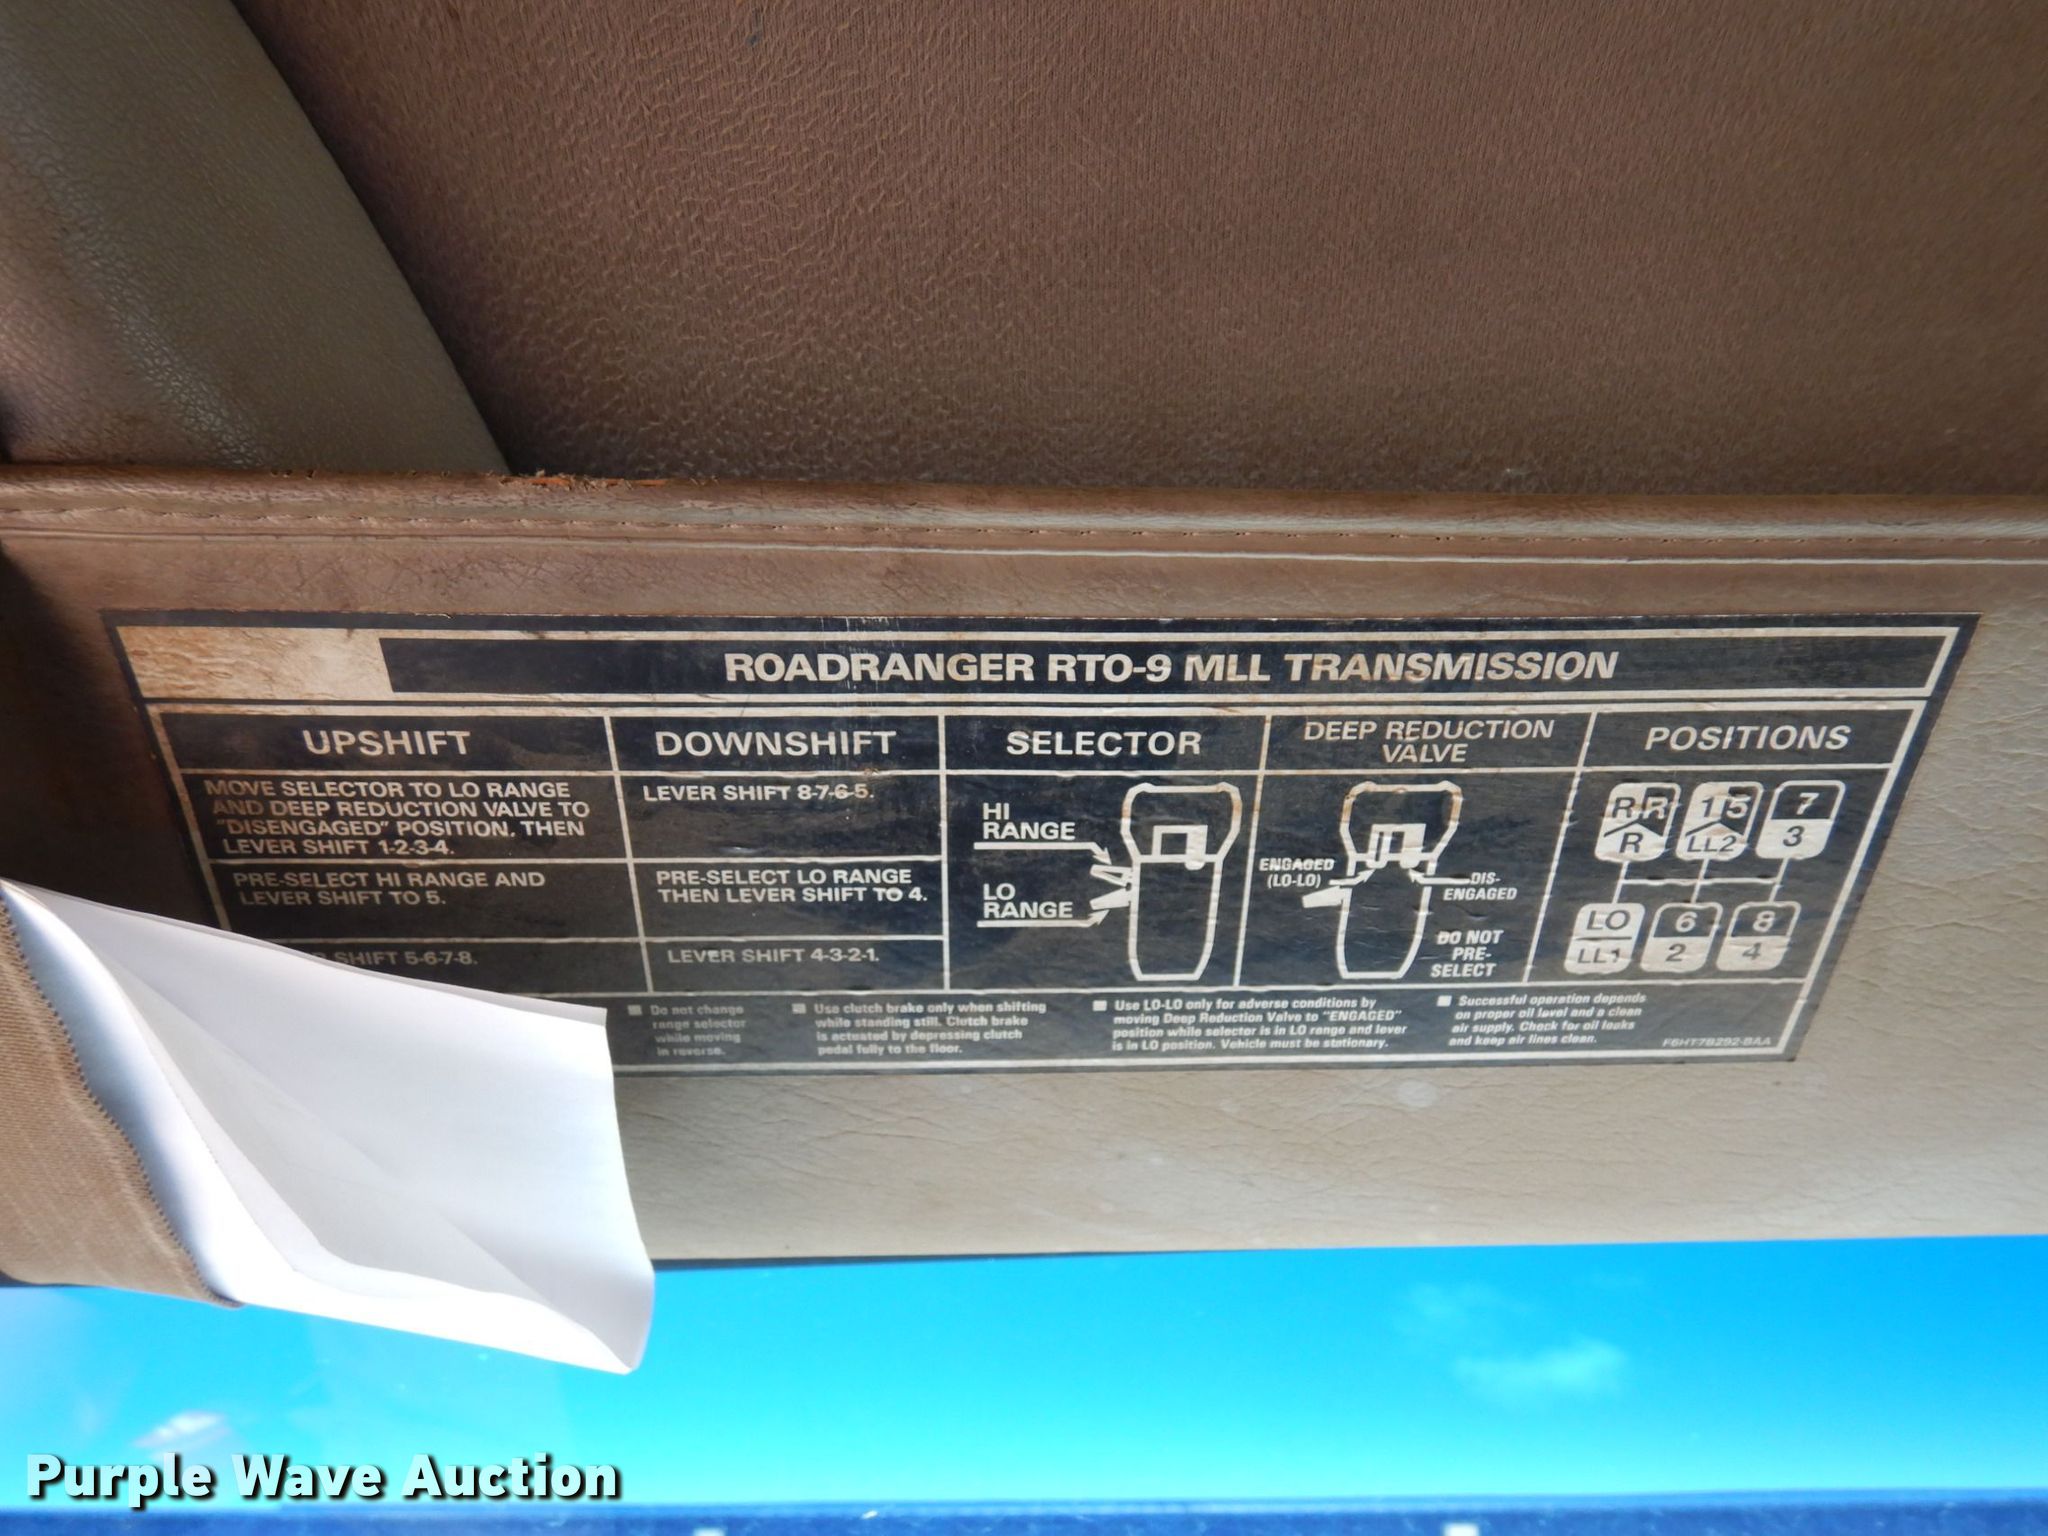 ROADRANGER RTO-9 MLL TRANSMISSION
UPSHIFT
MOVE SELECTOR TO LO RANGE
AND DEEP REDUCTION VALVE TO
"DISENGAGED" POSITION, THEN
LEVER SHIFT 1-2-3-4.
PRE-SELECT HI RANGE AND
LEVER SHIFT TO 5.
SHIFT 5-6-7-8.
DOWNSHIFT
LEVER SHIFT 8-7-6-5.
PRE-SELECT LO RANGE
THEN LEVER SHIFT TO 4.
LEVER SHIFT 4-3-2-1.
SELECTOR
HI
RANGE
LO
RANGE
DEEP REDUCTION
VALVE
ENGAGED
(LO-LO)
DIS-
ENGAGED
DO NOT
PRE-
SELECT
POSITIONS
R R 1 5 7
R LL2 3
LO 6 8
LL1 2 4
■ Do not change
range selector
while moving
in reverse.
■ Use clutch brake only when shifting
while standing still. Clutch brake
is actuated by depressing clutch
pedal fully to the floor.
■ Use LO-LO only for adverse conditions by
moving Deep Reduction Valve to "ENGAGED"
position while selector is in LO range and lever
is in LO position. Vehicle must be stationary.
■ Successful operation depends
on proper oil level and a clean
air supply. Check for oil leaks
and keep air lines clean.
F6HT7B292-BAA
Purple Wave Auction